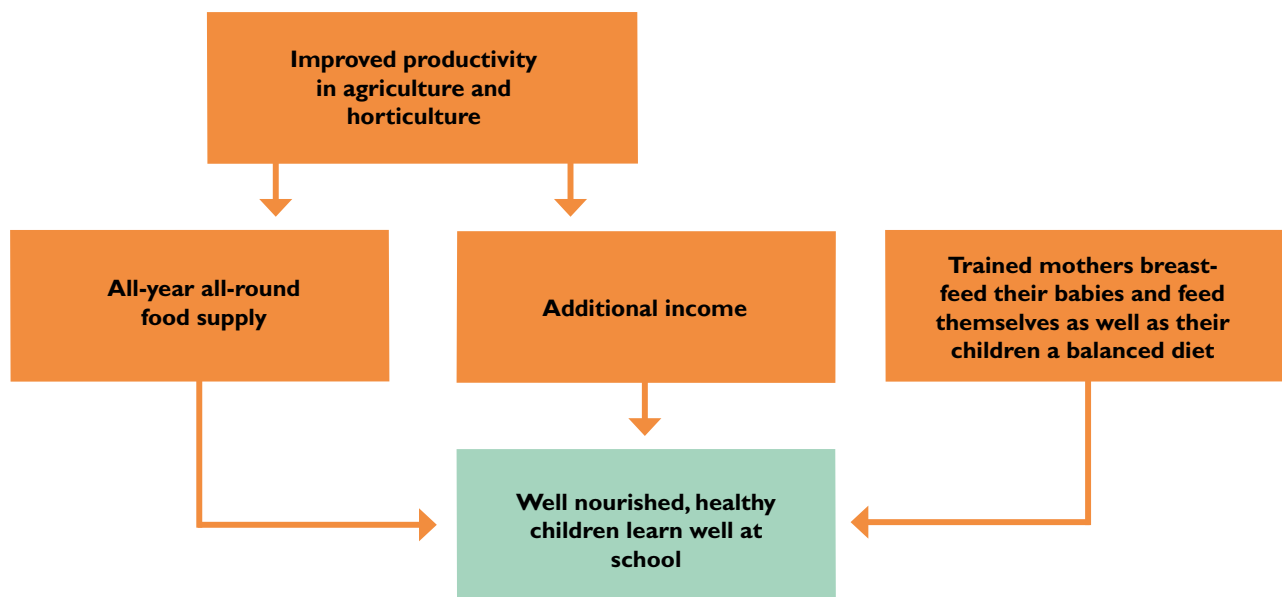 Improved productivity
in agriculture and
horticulture
All-year all-round
food supply
Additional income
Trained mothers breast-
feed their babies and feed
themselves as well as their
children a balanced diet
Well nourished, healthy
children learn well at
school